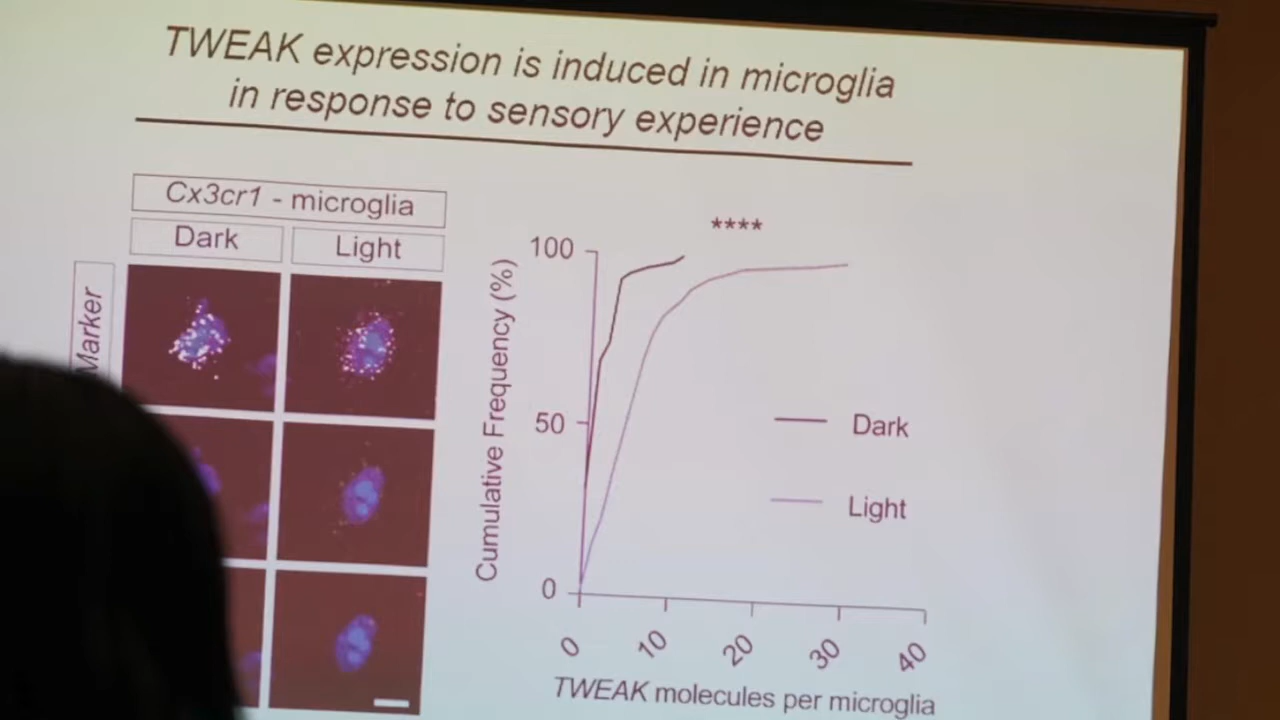 TWEAK expression is induced in microglia
in response to sensory experience
Cx3cr1 - microglia
Dark
Light
Marker
Cumulative Frequency (%)
100
50
0
****
Dark
Light
0
10
20
30
40
TWEAK molecules per microglia